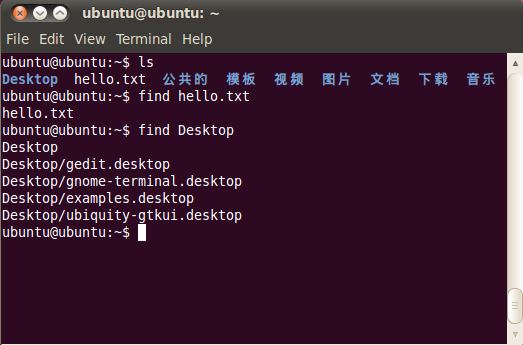 ubuntu@ubuntu: ~
File Edit View Terminal Help
ubuntu@ubuntu:~$ ls
Desktop hello.txt 公共的 模板 视频 图片 文档 下载 音乐
ubuntu@ubuntu:~$ find hello.txt
hello.txt
ubuntu@ubuntu:~$ find Desktop
Desktop
Desktop/gedit.desktop
Desktop/gnome-terminal.desktop
Desktop/examples.desktop
Desktop/ubiquity-gtkui.desktop
ubuntu@ubuntu:~$